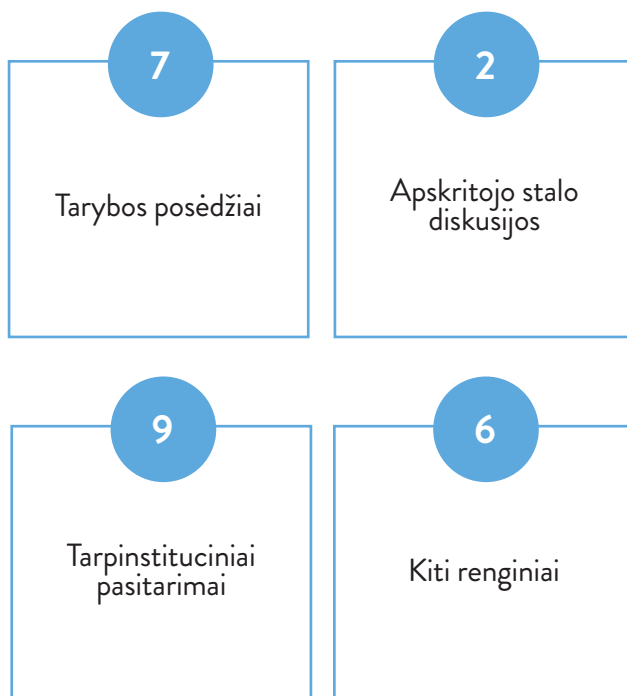 7
Tarybos posėdžiai
2
Apskritojo stalo
diskusijos
9
Tarpinstituciniai
pasitarimai
6
Kiti renginiai